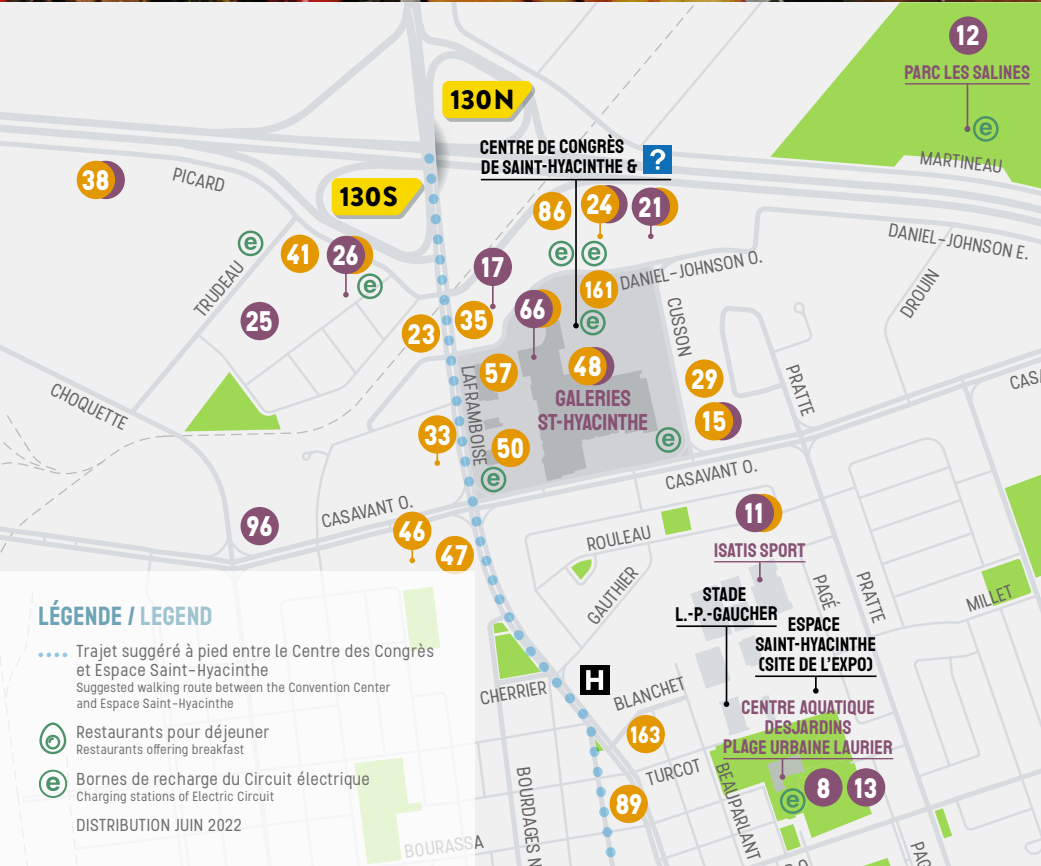 12
PARC LES SALINES
e
MARTINEAU
130N
CENTRE DE CONGRÈS
DE SAINT-HYACINTHE & ?
38
PICARD
130S
86
24
21
e
41
26
e
e e
DANIEL-JOHNSON E.
TRUDEAU
17
DANIEL-JOHNSON O.
161
DROUIN
25
23
35
66
e
CUSSON
57
48
29
PRATTE
GALERIES
ST-HYACINTHE
CHOQUETTE
LAFRAMBOISE
15
33
50
e
e
CASAVANT O.
96
CASAVANT O.
46
47
11
ISATIS SPORT
ROULEAU
GAUTHIER
PAGÉ
PRATTE
MILLET
STADE
L.-P.-GAUCHER
ESPACE
SAINT-HYACINTHE
(SITE DE L'EXPO)
CENTRE AQUATIQUE
DESJARDINS
PLAGE URBAINE LAURIER
H
CHERRIER
BLANCHET
163
TURCOT
BEAUPARLANT
e
8
13
89
BOURDAGES N
BOURASSA
LÉGENDE / LEGEND
Trajet suggéré à pied entre le Centre des Congrès
et Espace Saint-Hyacinthe
Suggested walking route between the Convention Center
and Espace Saint-Hyacinthe
Restaurants pour déjeuner
Restaurants offering breakfast
e Bornes de recharge du Circuit électrique
Charging stations of Electric Circuit
DISTRIBUTION JUIN 2022